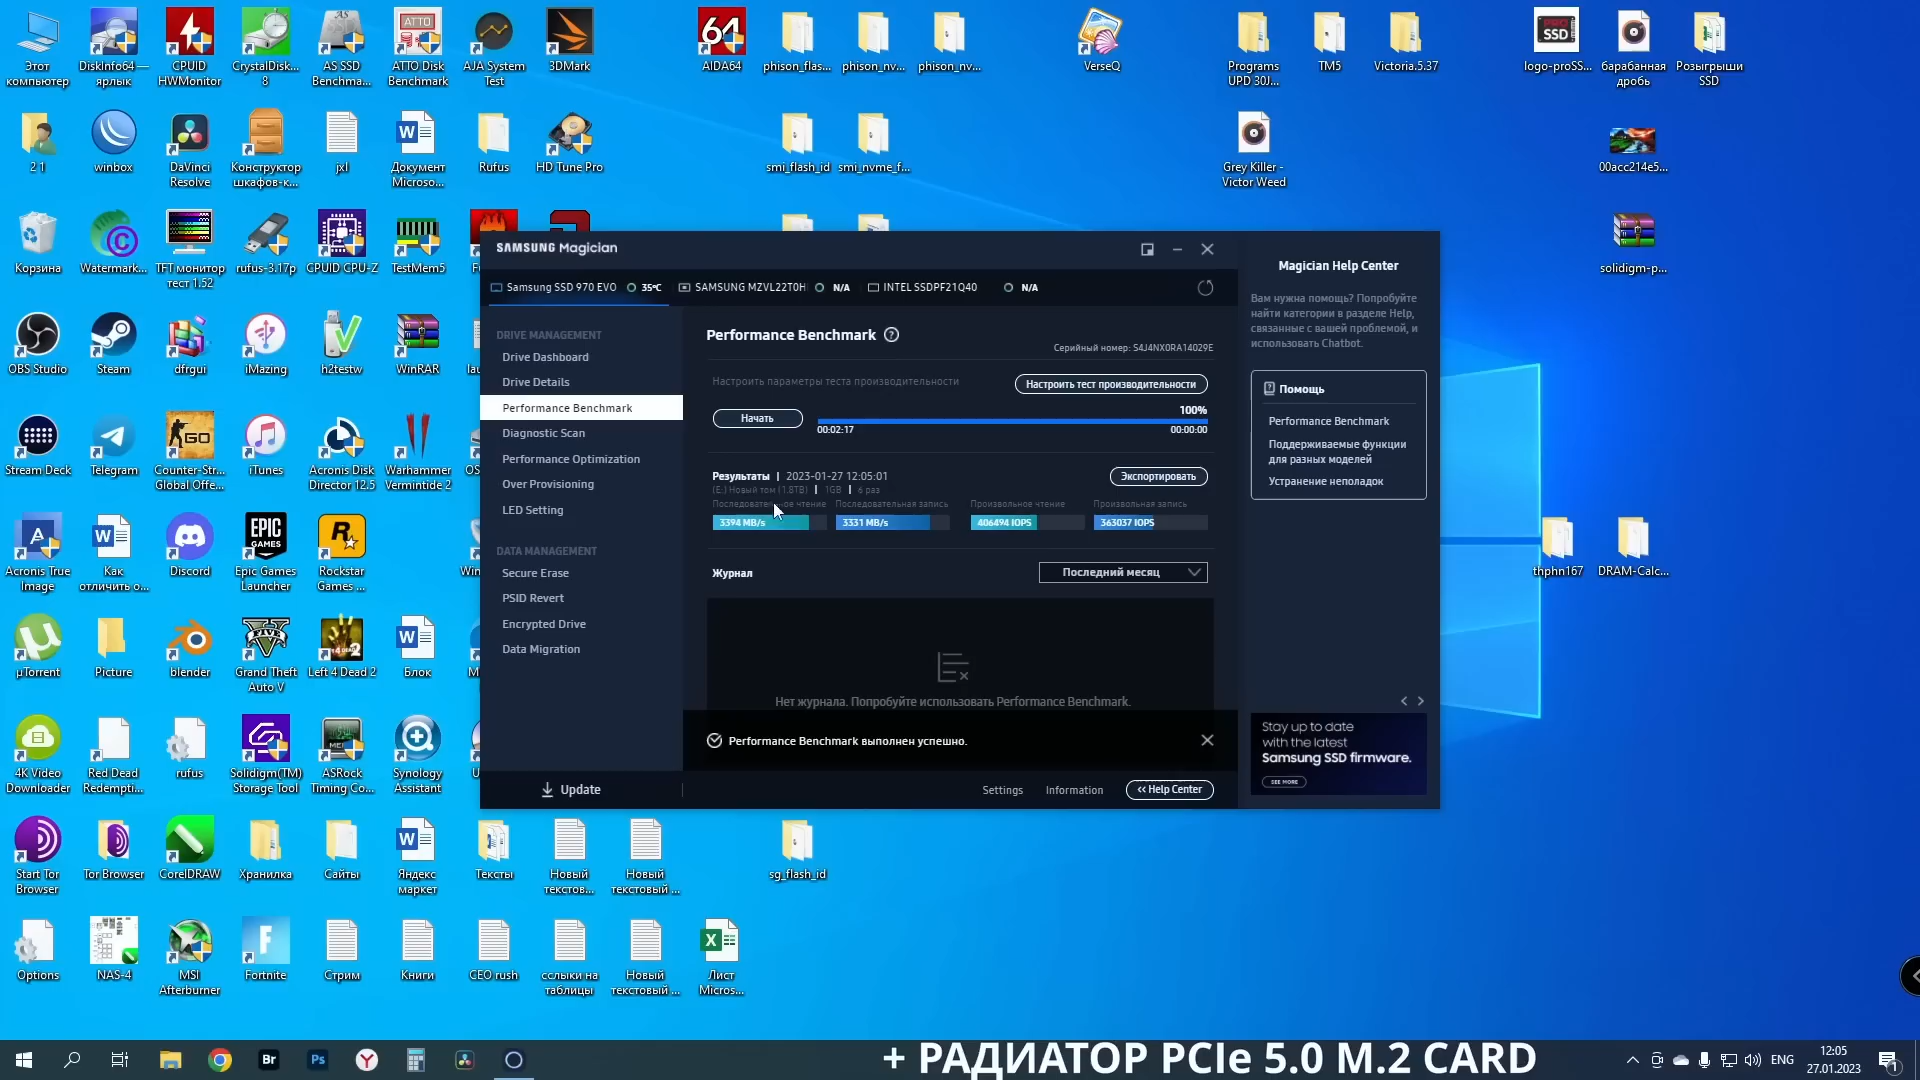 Этот компьютер
DiskInfo64 — ярлык
CPUID HWMonitor
CrystalDisk... 8
AS SSD Benchma...
ATTO Disk Benchmark
AJA System Test
3DMark
AIDA64
phison_flas...
phison_nv...
phison_nv...
VerseQ
Programs UPD 30J...
TM5
Victoria.5.37
logo-proSS...
барабанная дробь
Розыгрыши SSD
2 1
winbox
DaVinci Resolve
Конструктор шкафов-к...
jxl
Документ Microso...
Rufus
HD Tune Pro
smi_flash_id
smi_nvme_f...
Grey Killer - Victor Weed
00acc214e5...
Корзина
Watermark...
TFT монитор тест 1.52
rufus-3.17p
CPUID CPU-Z
TestMem5
solidigm-p...
SAMSUNG Magician
Samsung SSD 970 EVO 35°C
SAMSUNG MZVL22T0H N/A
INTEL SSDPF21Q40 N/A
DRIVE MANAGEMENT
Drive Dashboard
Drive Details
Performance Benchmark
Diagnostic Scan
Performance Optimization
Over Provisioning
LED Setting
DATA MANAGEMENT
Secure Erase
PSID Revert
Encrypted Drive
Data Migration
Update
Performance Benchmark ?
Серийный номер: S4J4NX0RA14029E
Настроить параметры теста производительности
Настроить тест производительности
Начать
100%
00:02:17
00:00:00
Результаты | 2023-01-27 12:05:01
Экспортировать
(E:) Новый том (1.8TB) | 1GB | 6 раз
Последовательная запись
Произвольное чтение
Произвольная запись
3394 MB/s
3331 MB/s
406494 IOPS
363037 IOPS
Журнал
Последний месяц
Нет журнала. Попробуйте использовать Performance Benchmark.
Performance Benchmark выполнен успешно.
Settings
Information
Help Center
Magician Help Center
Вам нужна помощь? Попробуйте
найти категории в разделе Help,
связанные с вашей проблемой, и
использовать Chatbot.
Помощь
Performance Benchmark
Поддерживаемые функции
для разных моделей
Устранение неполадок
Stay up to date
with the latest
Samsung SSD firmware.
SEE MORE
OBS Studio
Steam
dfrgui
iMazing
h2testw
WinRAR
Stream Deck
Telegram
Counter-Str... Global Offe...
iTunes
Acronis Disk Director 12.5
Warhammer Vermintide 2
Acronis True Image
Как отличить о...
Discord
Epic Games Launcher
Rockstar Games ...
thphn167
DRAM-Calc...
µTorrent
Picture
blender
Grand Theft Auto V
Left 4 Dead 2
Блок
4K Video Downloader
Red Dead Redempti...
rufus
Solidigm(TM) Storage Tool
ASRock Timing Co...
Synology Assistant
Start Tor Browser
Tor Browser
CorelDRAW
Хранилка
Сайты
Яндекс маркет
Тексты
Новый текстов...
Новый текстовый ...
sg_flash_id
Options
NAS-4
MSI Afterburner
Fortnite
Стрим
Книги
CEO rush
сслыки на таблицы
Новый текстовый ...
Лист Micros...
+ РАДИАТОР PCIe 5.0 M.2 CARD
ENG
12:05
27.01.2023